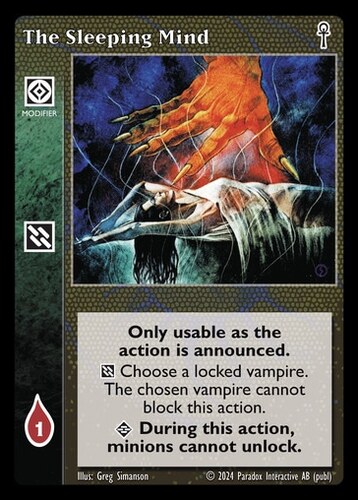 The Sleeping Mind
MODIFIER
Only usable as the
action is announced.
Choose a locked vampire.
The chosen vampire cannot
block this action.
During this action,
minions cannot unlock.
1
Illus: Greg Simanson © 2024 Paradox Interactive AB (publ)